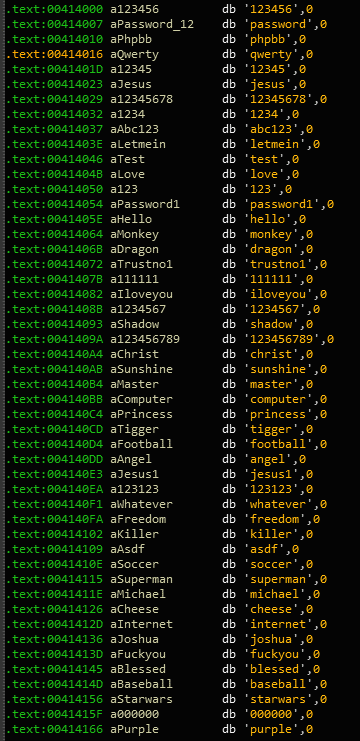 .text:00414000 a123456 db '123456',0
.text:00414007 aPassword_12 db 'password',0
.text:00414010 aPhpbb db 'phpbb',0
.text:00414016 aQwerty db 'qwerty',0
.text:0041401D a12345 db '12345',0
.text:00414023 aJesus db 'jesus',0
.text:00414029 a12345678 db '12345678',0
.text:00414032 a1234 db '1234',0
.text:00414037 aAbc123 db 'abc123',0
.text:0041403E aLetmein db 'letmein',0
.text:00414046 aTest db 'test',0
.text:0041404B aLove db 'love',0
.text:00414050 a123 db '123',0
.text:00414054 aPassword1 db 'password1',0
.text:0041405E aHello db 'hello',0
.text:00414064 aMonkey db 'monkey',0
.text:0041406B aDragon db 'dragon',0
.text:00414072 aTrustno1 db 'trustno1',0
.text:0041407B a111111 db '111111',0
.text:00414082 aIloveyou db 'iloveyou',0
.text:0041408B a1234567 db '1234567',0
.text:00414093 aShadow db 'shadow',0
.text:0041409A a123456789 db '123456789',0
.text:004140A4 aChrist db 'christ',0
.text:004140AB aSunshine db 'sunshine',0
.text:004140B4 aMaster db 'master',0
.text:004140BB aComputer db 'computer',0
.text:004140C4 aPrincess db 'princess',0
.text:004140CD aTigger db 'tigger',0
.text:004140D4 aFootball db 'football',0
.text:004140DD aAngel db 'angel',0
.text:004140E3 aJesus1 db 'jesus1',0
.text:004140EA a123123 db '123123',0
.text:004140F1 aWhatever db 'whatever',0
.text:004140FA aFreedom db 'freedom',0
.text:00414102 aKiller db 'killer',0
.text:00414109 aAsdf db 'asdf',0
.text:0041410E aSoccer db 'soccer',0
.text:00414115 aSuperman db 'superman',0
.text:0041411E aMichael db 'michael',0
.text:00414126 aCheese db 'cheese',0
.text:0041412D aInternet db 'internet',0
.text:00414136 aJoshua db 'joshua',0
.text:0041413D aFuckyou db 'fuckyou',0
.text:00414145 aBlessed db 'blessed',0
.text:0041414D aBaseball db 'baseball',0
.text:00414156 aStarwars db 'starwars',0
.text:0041415F a000000 db '000000',0
.text:00414166 aPurple db 'purple',0